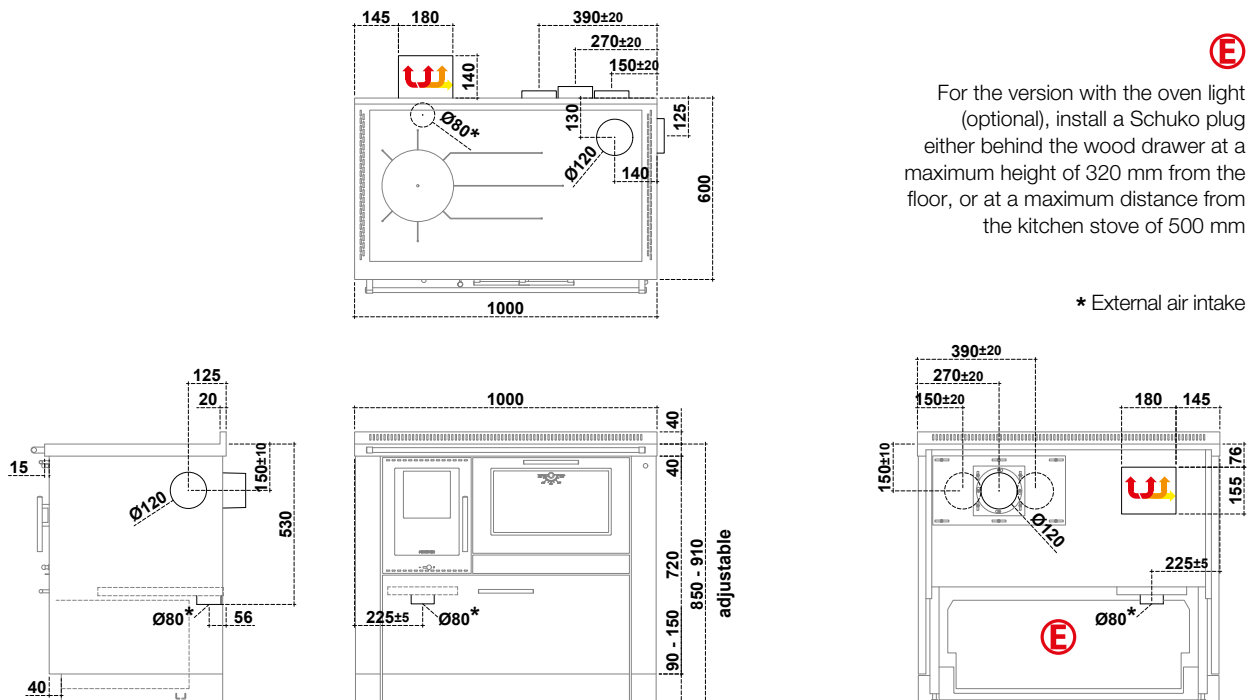 145 180 390±20
270±20
150±20
140
Ø80*
130
125
Ø120
140
600
1000
E
For the version with the oven light
(optional), install a Schuko plug
either behind the wood drawer at a
maximum height of 320 mm from the
floor, or at a maximum distance from
the kitchen stove of 500 mm
* External air intake
125
20
15
150±10
Ø120
530
Ø80*
56
40
1000
40
40
720
850 - 910
adjustable
90 - 150
225±5
Ø80*
390±20
270±20
150±20
180 145
150±10
76
155
Ø120
225±5
Ø80*
E